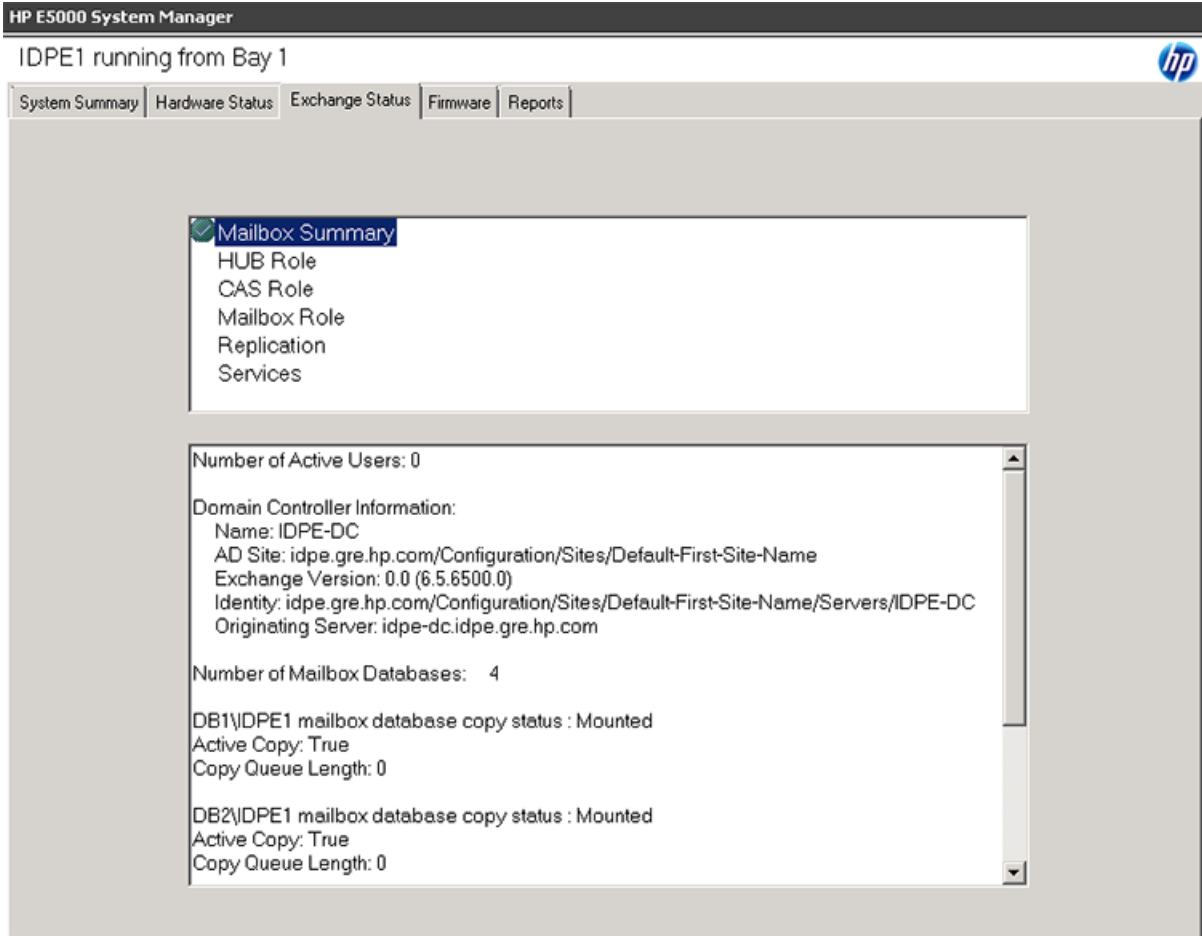 HP E5000 System Manager
IDPE1 running from Bay 1
hp
System Summary Hardware Status Exchange Status Firmware Reports
Mailbox Summary
HUB Role
CAS Role
Mailbox Role
Replication
Services
Number of Active Users: 0
Domain Controller Information:
Name: IDPE-DC
AD Site: idpe.gre.hp.com/Configuration/Sites/Default-First-Site-Name
Exchange Version: 0.0 (6.5.6500.0)
Identity: idpe.gre.hp.com/Configuration/Sites/Default-First-Site-Name/Servers/IDPE-DC
Originating Server: idpe-dc.idpe.gre.hp.com
Number of Mailbox Databases: 4
DB1\IDPE1 mailbox database copy status : Mounted
Active Copy: True
Copy Queue Length: 0
DB2\IDPE1 mailbox database copy status : Mounted
Active Copy: True
Copy Queue Length: 0